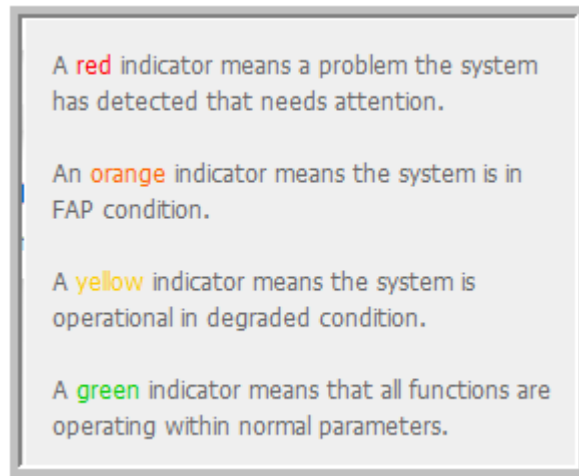 A red indicator means a problem the system
has detected that needs attention.
An orange indicator means the system is in
FAP condition.
A yellow indicator means the system is
operational in degraded condition.
A green indicator means that all functions are
operating within normal parameters.